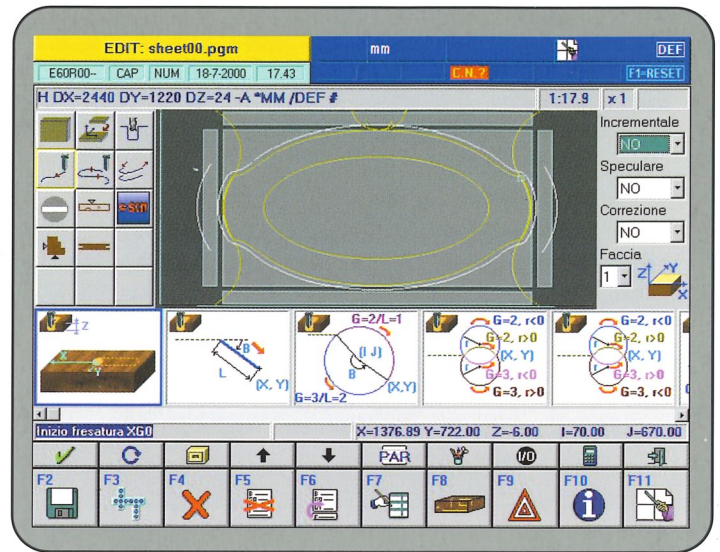 EDIT: sheet00.pgm mm DEF
E60R00-- CAP NUM 18-7-2000 17.43 C.N.? F1=RESET
H DX=2440 DY=1220 DZ=24 -A *MM /DEF # 1:17.9 x 1
Incrementale
NO
Speculare
NO
Correzione
NO
Faccia
1 Z Y X
Z X Y
B L (X, Y)
G=2/L=1 (I J) B (X,Y) G=3/L=2
G=2, r<0 G=2, r>0 (X, Y) G=3, r<0 G=3, r>0
G=2, r<0 G=2, r>0 (X, Y) G=3, r>0 G=3, r<0
Inizio fresatura XG0 X=1376.89 Y=722.00 Z=-6.00 I=70.00 J=670.00
PAR I/O
F2 F3 F4 F5 F6 F7 F8 F9 F10 F11